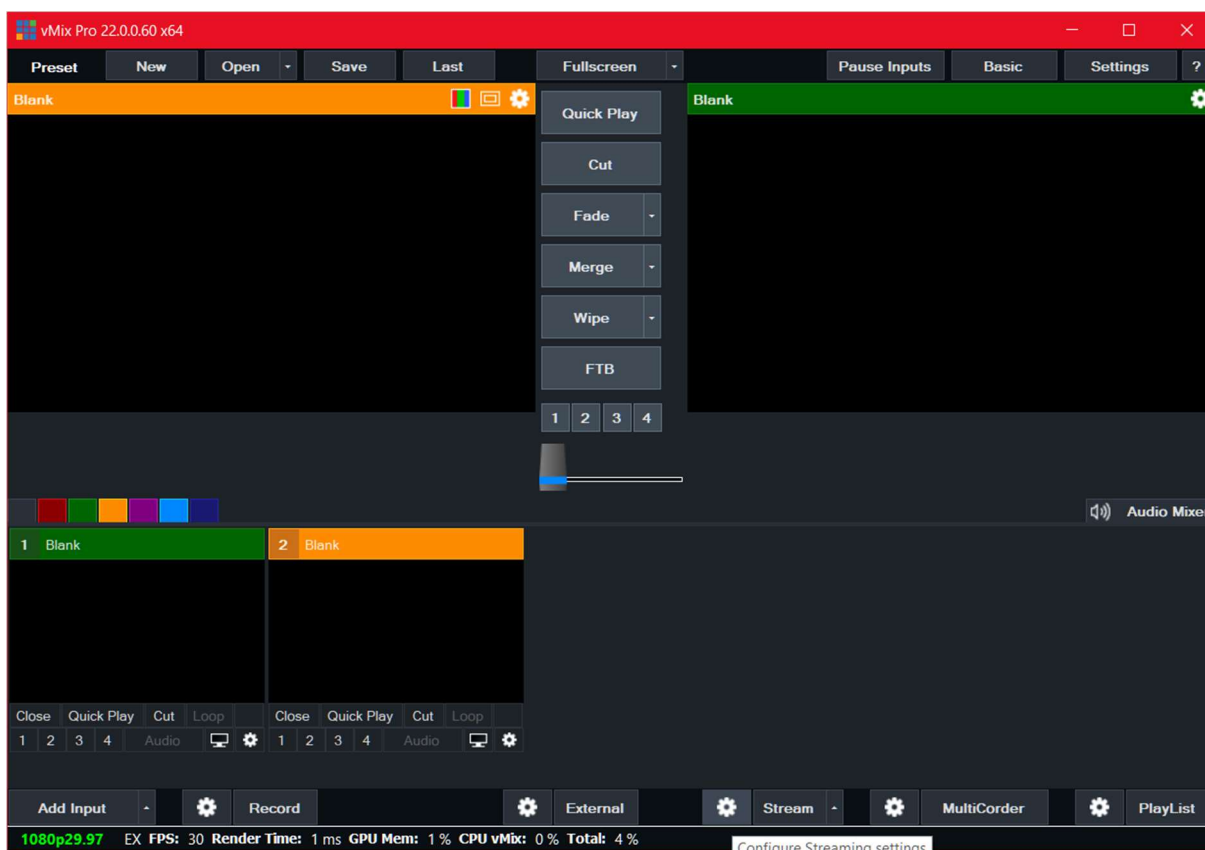 vMix Pro 22.0.0.60 x64
Preset New Open Save Last Fullscreen Pause Inputs Basic Settings ?
Blank Blank
Quick Play
Cut
Fade
Merge
Wipe
FTB
1 2 3 4
Audio Mixe
1 Blank 2 Blank
Close Quick Play Cut Loop Close Quick Play Cut Loop
1 2 3 4 Audio 1 2 3 4 Audio
Add Input Record External Stream MultiCorder PlayList
1080p29.97 EX FPS: 30 Render Time: 1 ms GPU Mem: 1 % CPU vMix: 0 % Total: 4 %
Configure Streaming settings